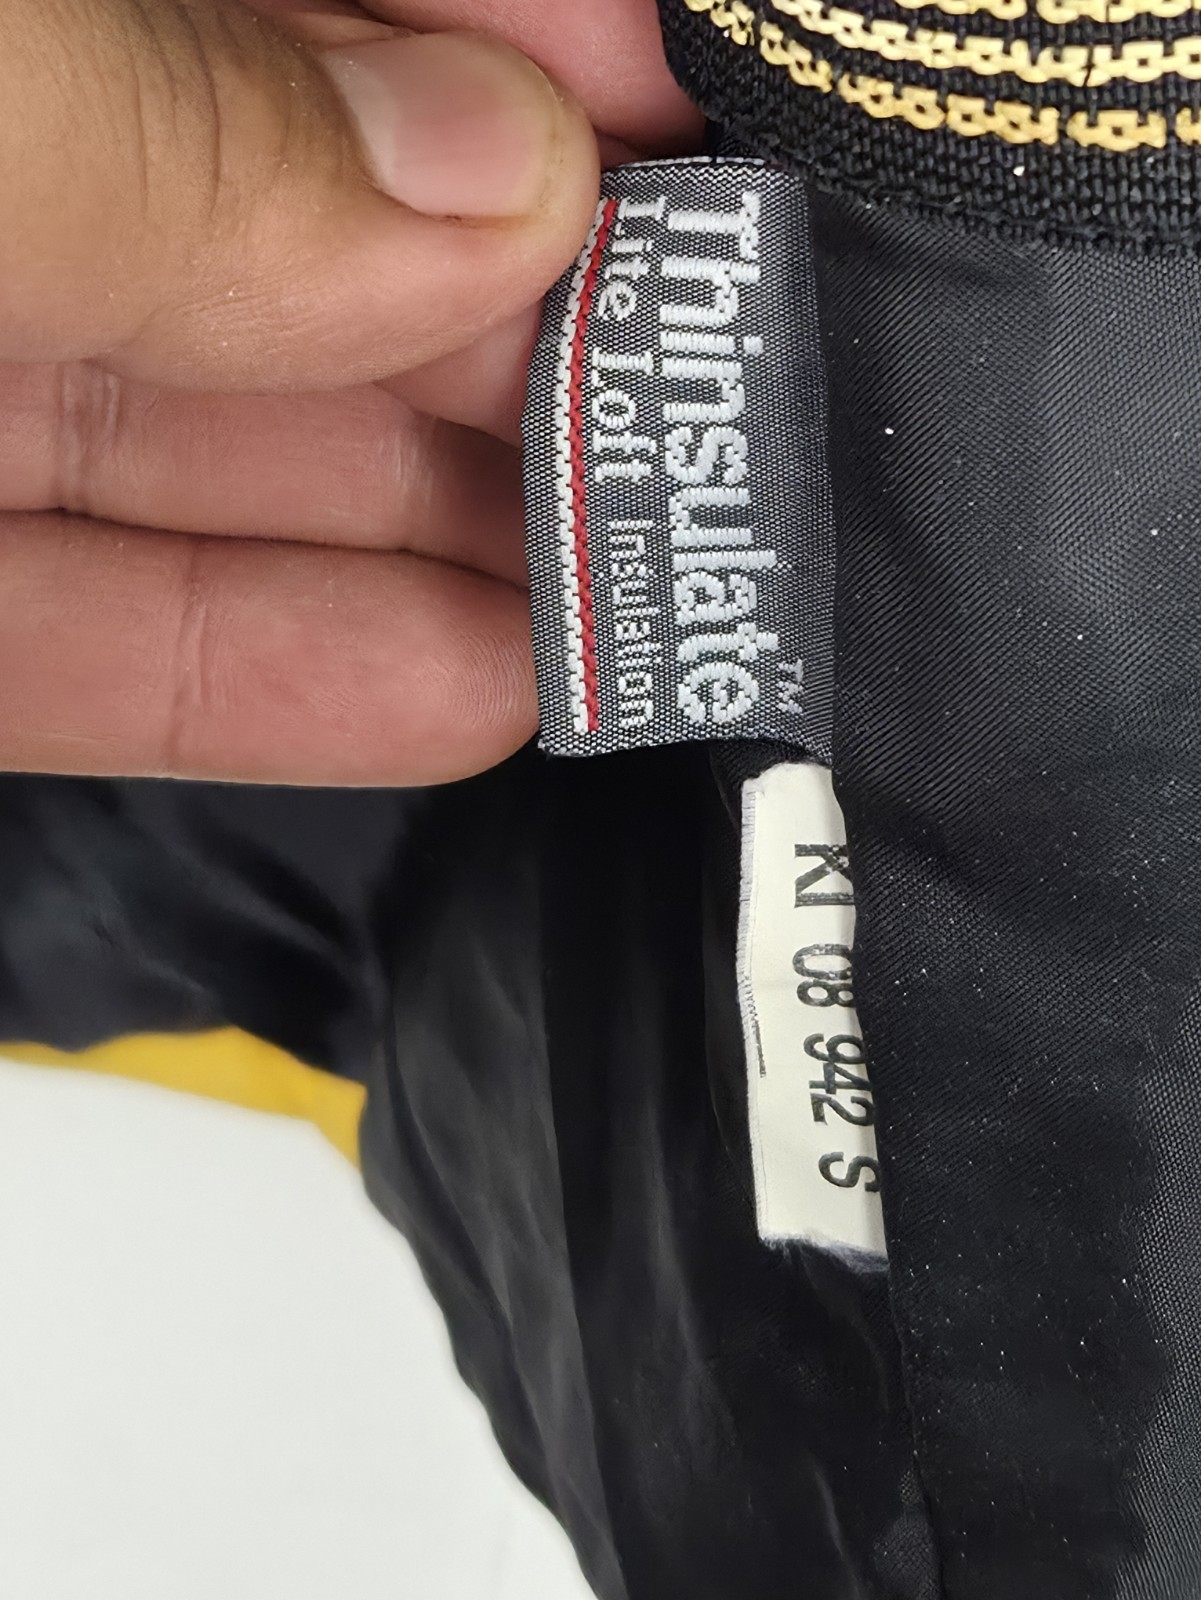 Thinsulate™
Lite Loft Insulation
KI 08 942 S